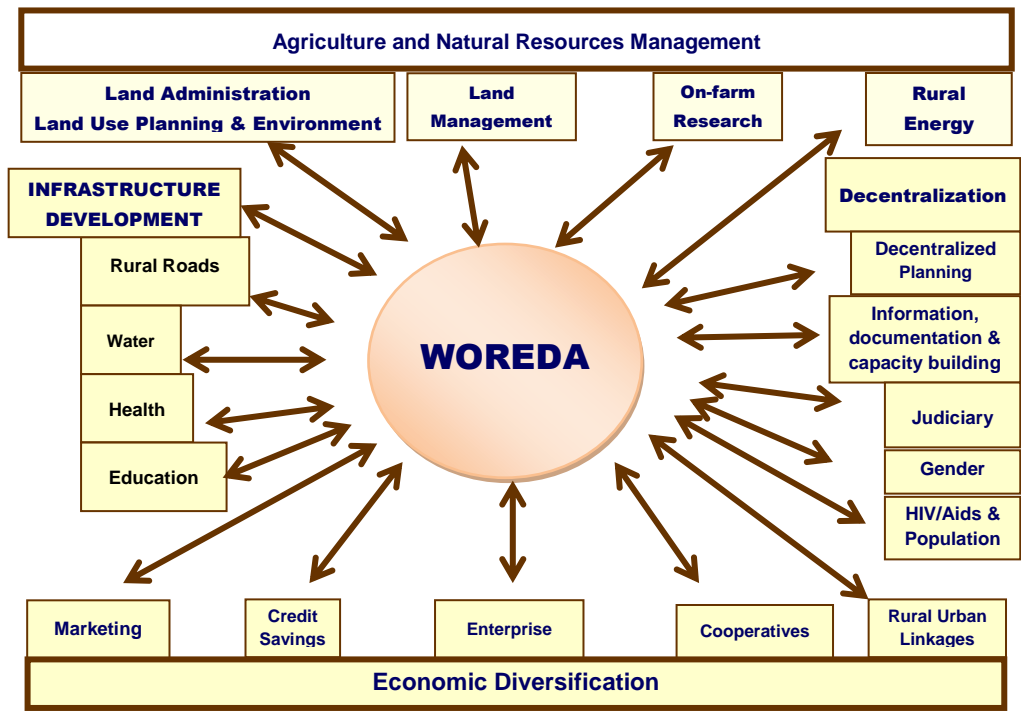 Agriculture and Natural Resources Management
Land Administration
Land Use Planning & Environment
Land
Management
On-farm
Research
Rural
Energy
INFRASTRUCTURE
DEVELOPMENT
Rural Roads
Water
Health
Education
WOREDA
Decentralization
Decentralized
Planning
Information,
documentation &
capacity building
Judiciary
Gender
HIV/Aids &
Population
Marketing
Credit
Savings
Enterprise
Cooperatives
Rural Urban
Linkages
Economic Diversification